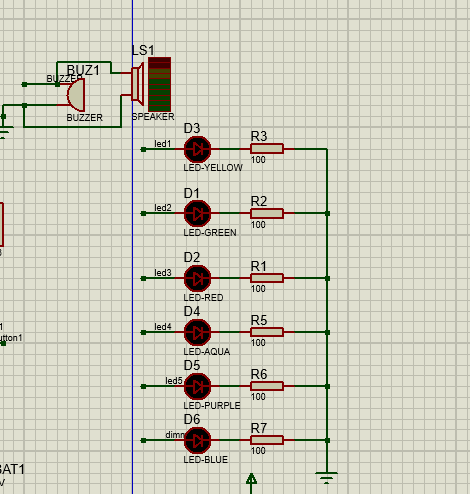 LS1
BUZ1
BUZZER
BUZZER
SPEAKER
D3
R3
led1
100
LED-YELLOW
D1
R2
led2
100
LED-GREEN
D2
R1
led3
100
LED-RED
D4
R5
led4
100
LED-AQUA
D5
R6
led5
100
LED-PURPLE
D6
R7
100
LED-BLUE